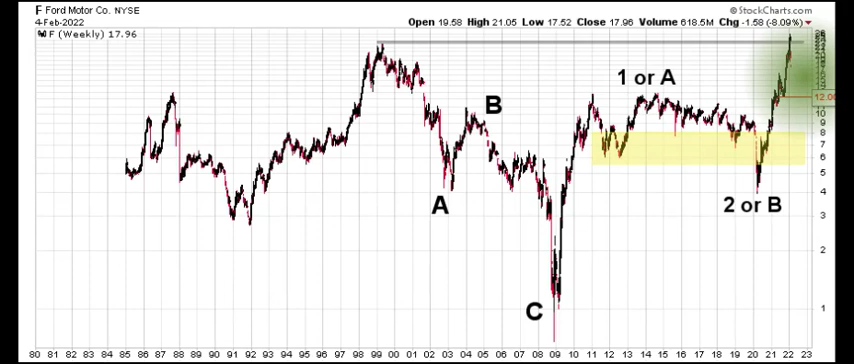 F Ford Motor Co. NYSE
© StockCharts.com
4-Feb-2022
Open 19.58 High 21.05 Low 17.52 Close 17.96 Volume 618.5M Chg -1.58 (-8.09%)
F (Weekly) 17.96
1 or A
B
A
2 or B
C
12.00
10
9
8
7
6
5
4
3
2
1
80 81 82 83 84 85 86 87 88 89 90 91 92 93 94 95 96 97 98 99 00 01 02 03 04 05 06 07 08 09 10 11 12 13 14 15 16 17 18 19 20 21 22 23